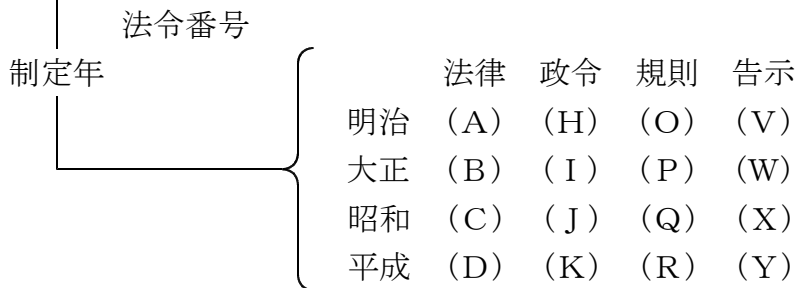 法令番号
制定年
法律 政令 規則 告示
明治 （A） （H） （O） （V）
大正 （B） （I） （P） （W）
昭和 （C） （J） （Q） （X）
平成 （D） （K） （R） （Y）